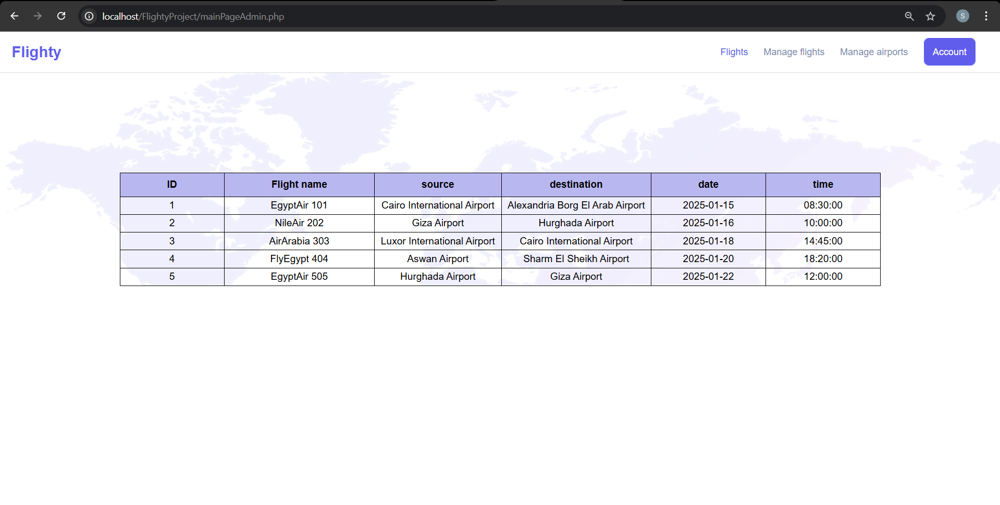 localhost/FlightyProject/mainPageAdmin.php
S
Flighty
Flights Manage flights Manage airports Account
ID Flight name source destination date time
1 EgyptAir 101 Cairo International Airport Alexandria Borg El Arab Airport 2025-01-15 08:30:00
2 NileAir 202 Giza Airport Hurghada Airport 2025-01-16 10:00:00
3 AirArabia 303 Luxor International Airport Cairo International Airport 2025-01-18 14:45:00
4 FlyEgypt 404 Aswan Airport Sharm El Sheikh Airport 2025-01-20 18:20:00
5 EgyptAir 505 Hurghada Airport Giza Airport 2025-01-22 12:00:00